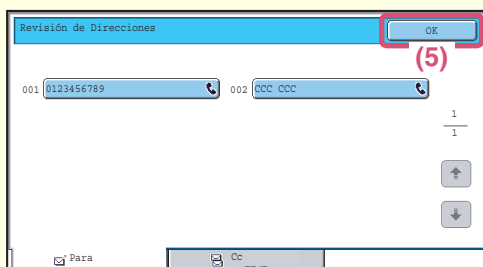 Revisión de Direcciones
OK
(5)
001 0123456789
002 CCC CCC
1
1
Para
Cc